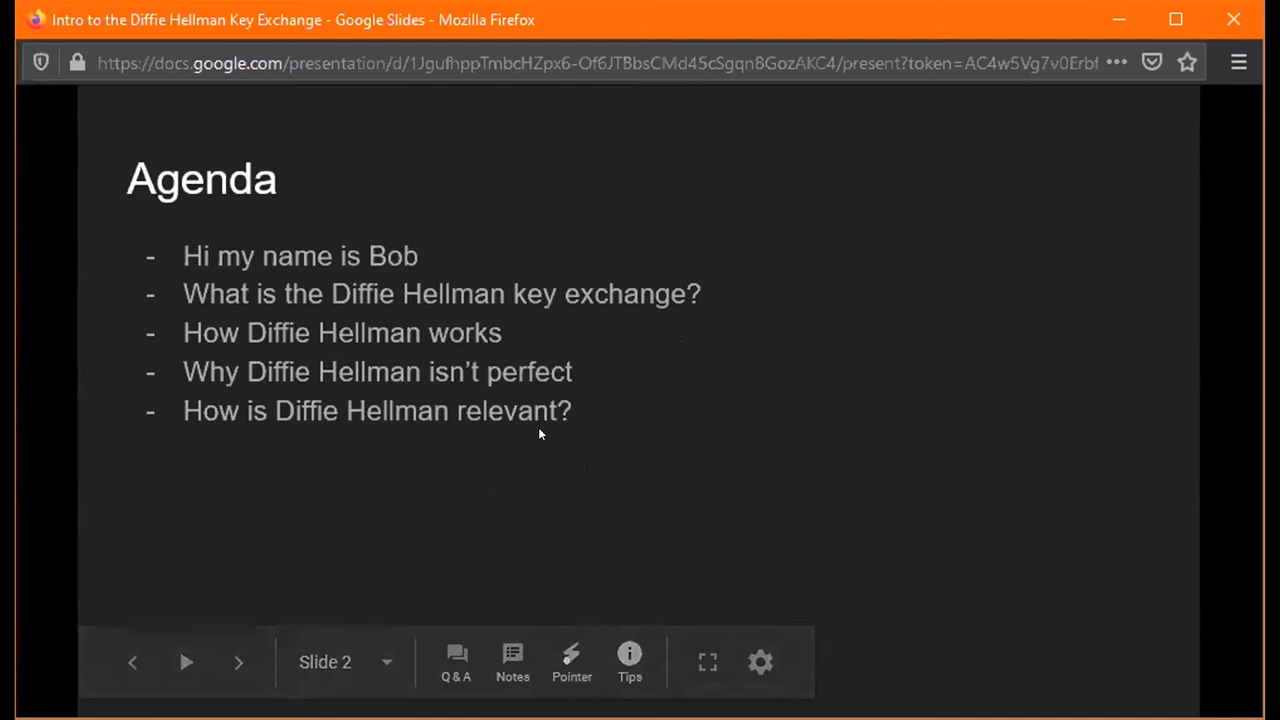 Intro to the Diffie Hellman Key Exchange - Google Slides - Mozilla Firefox
https://docs.google.com/presentation/d/1JgufhppTmbcHZpx6-Of6JTBbsCMd45cSgqn8GozAKC4/present?token=AC4w5Vg7v0Erbf
Agenda
- Hi my name is Bob
- What is the Diffie Hellman key exchange?
- How Diffie Hellman works
- Why Diffie Hellman isn't perfect
- How is Diffie Hellman relevant?
Slide 2
Q & A Notes Pointer Tips